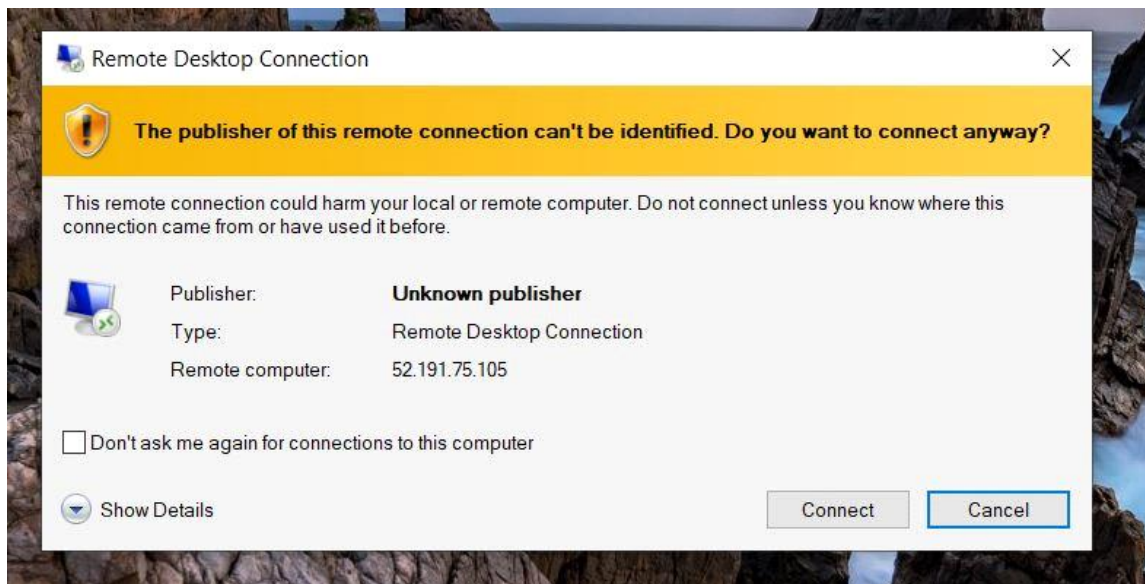 Remote Desktop Connection
The publisher of this remote connection can't be identified. Do you want to connect anyway?
This remote connection could harm your local or remote computer. Do not connect unless you know where this
connection came from or have used it before.
Publisher: Unknown publisher
Type: Remote Desktop Connection
Remote computer: 52.191.75.105
Don't ask me again for connections to this computer
Show Details Connect Cancel